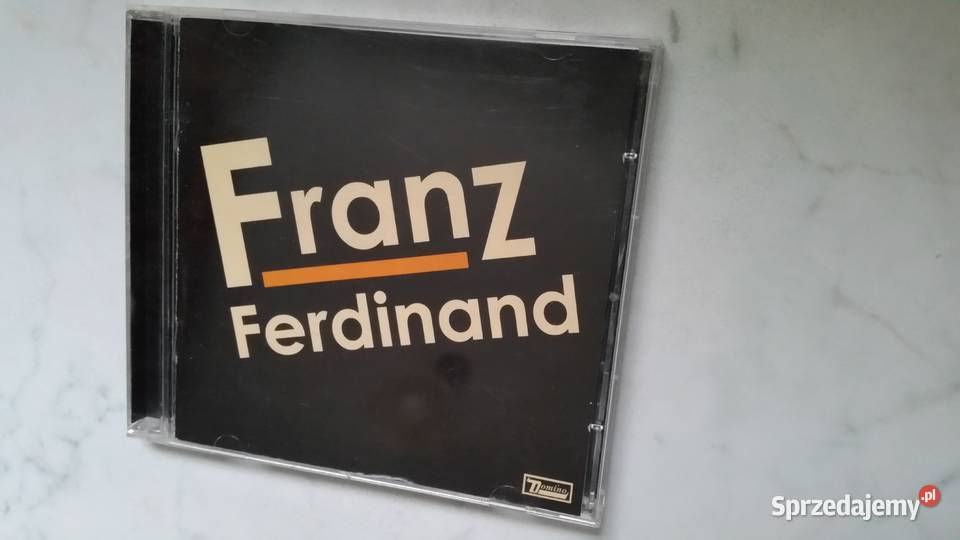 Franz
Ferdinand
Domino
Sprzedajemy.pl